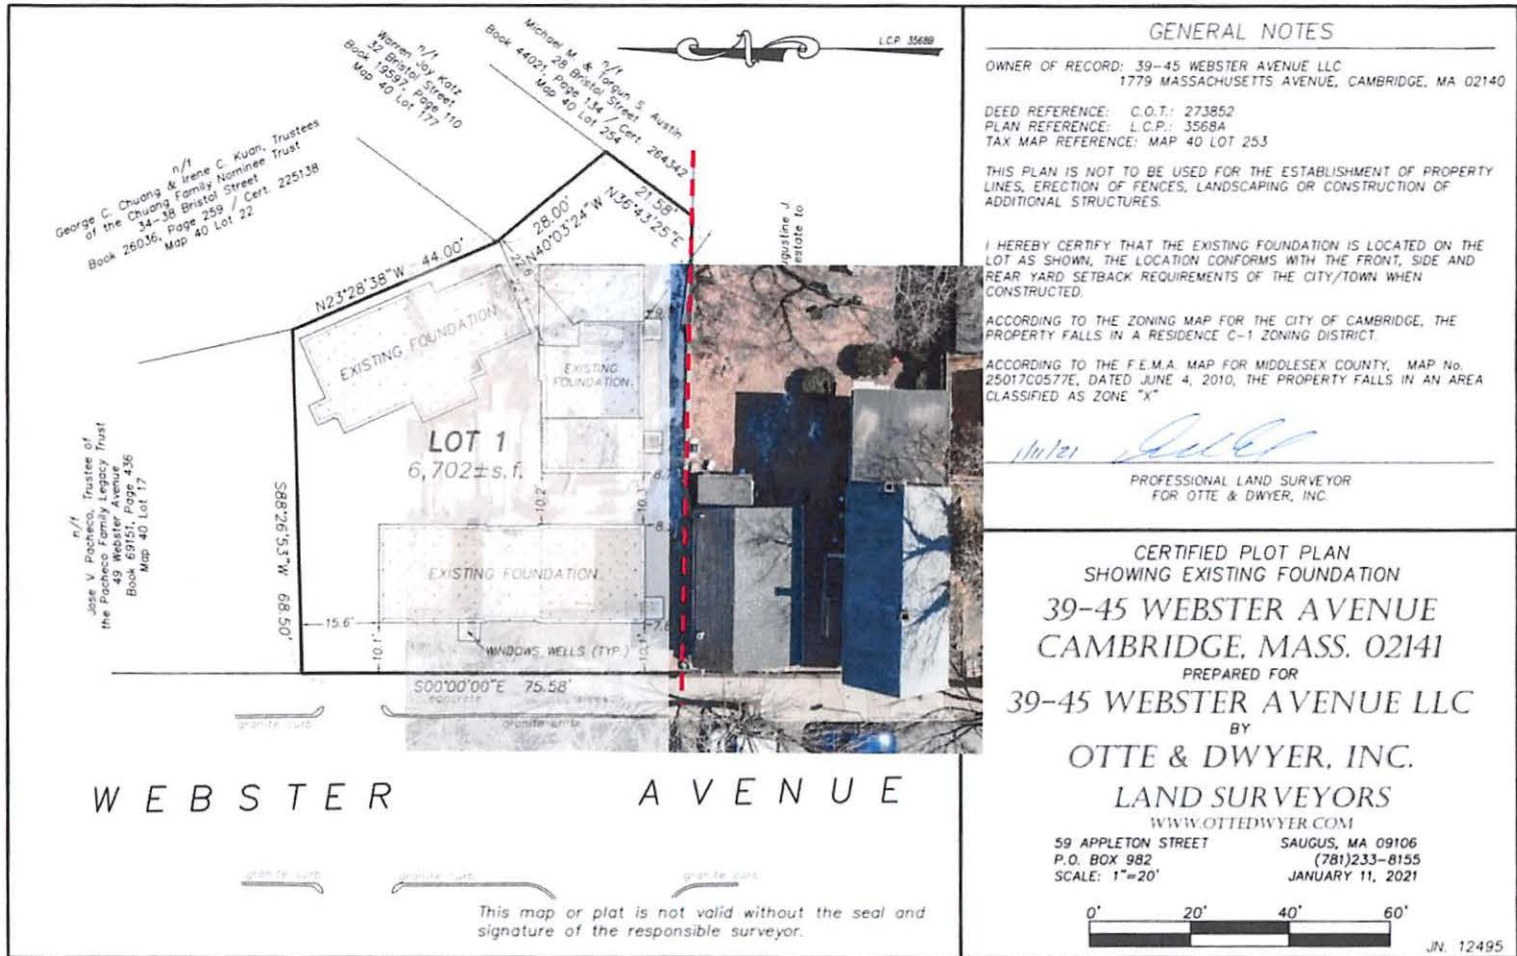 L.C.P. 3568B
n/f
Michael M. & Torgun S. Austin
28 Bristol Street
Book 44021, Page 134 / Cert. 264342
Map 40 Lot 254
n/f
Warren Jay Katz
32 Bristol Street
Book 19597, Page 110
Map 40 Lot 177
n/f
George C. Chuang & Irene C. Kuan, Trustees
of the Chuang Family Nominee Trust
34-38 Bristol Street
Book 26036, Page 259 / Cert. 225138
Map 40 Lot 22
n/f
Jose V. Pacheco, Trustee of
the Pacheco Family Legacy Trust
49 Webster Avenue
Book 69151, Page 436
Map 40 Lot 17
ugustine J.
estate to
N23°28'38"W 44.00'
28.00'
N40°03'24"W
21.58'
N36°43'25"E
EXISTING FOUNDATION
EXISTING
FOUNDATION
LOT 1
6,702±s.f.
10.2
10.3
S88°26'53"W 68.50'
EXISTING FOUNDATION
15.6'
10.1'
10.1'
WINDOWS WELLS (TYP.)
S00°00'00"E 75.58'
concrete
granite curb
granite curb
WEBSTER AVENUE
granite curb
granite curb
granite curb
This map or plat is not valid without the seal and
signature of the responsible surveyor.
GENERAL NOTES
OWNER OF RECORD: 39-45 WEBSTER AVENUE LLC
1779 MASSACHUSETTS AVENUE, CAMBRIDGE, MA 02140
DEED REFERENCE: C.O.T.: 273852
PLAN REFERENCE: L.C.P.: 3568A
TAX MAP REFERENCE: MAP 40 LOT 253
THIS PLAN IS NOT TO BE USED FOR THE ESTABLISHMENT OF PROPERTY
LINES, ERECTION OF FENCES, LANDSCAPING OR CONSTRUCTION OF
ADDITIONAL STRUCTURES.
I HEREBY CERTIFY THAT THE EXISTING FOUNDATION IS LOCATED ON THE
LOT AS SHOWN, THE LOCATION CONFORMS WITH THE FRONT, SIDE AND
REAR YARD SETBACK REQUIREMENTS OF THE CITY/TOWN WHEN
CONSTRUCTED.
ACCORDING TO THE ZONING MAP FOR THE CITY OF CAMBRIDGE, THE
PROPERTY FALLS IN A RESIDENCE C-1 ZONING DISTRICT.
ACCORDING TO THE F.E.M.A. MAP FOR MIDDLESEX COUNTY, MAP No.
25017C0577E, DATED JUNE 4, 2010, THE PROPERTY FALLS IN AN AREA
CLASSIFIED AS ZONE "X"
1/11/21
PROFESSIONAL LAND SURVEYOR
FOR OTTE & DWYER, INC.
CERTIFIED PLOT PLAN
SHOWING EXISTING FOUNDATION
39-45 WEBSTER AVENUE
CAMBRIDGE, MASS. 02141
PREPARED FOR
39-45 WEBSTER AVENUE LLC
BY
OTTE & DWYER, INC.
LAND SURVEYORS
WWW.OTTEDWYER.COM
59 APPLETON STREET SAUGUS, MA 09106
P.O. BOX 982 (781)233-8155
SCALE: 1"=20' JANUARY 11, 2021
0' 20' 40' 60'
JN. 12495